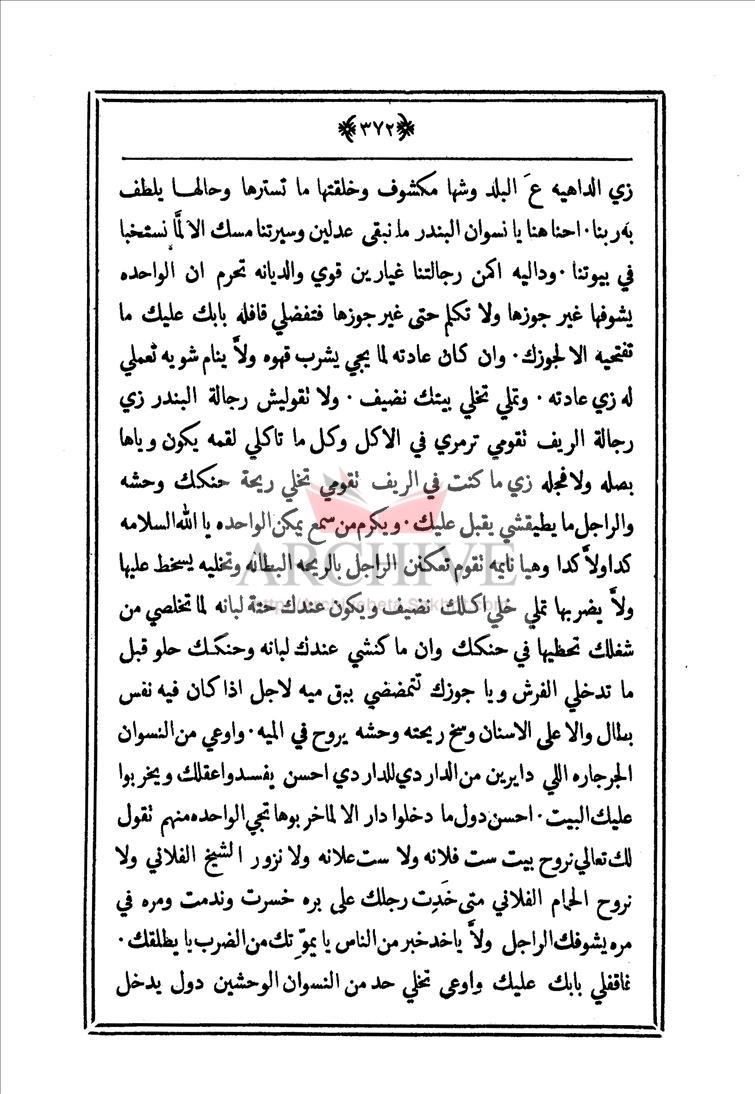 ﴿٣٧٢﴾
زي الداهيه عَ البلد وشها مكشوف وخلقتها ما تسترها وحالها يلطف
به ربنا · احنا هنا يا نسوان البندر ما نبقى عدلين وسيرتنا مسك الا لمَّا نستخبا
في بيوتنا · وداليه اكمن رجالتنا غيارين قوي والديانه تحرم ان الواحده
يشوفها غير جوزها ولا تكلم حتى غير جوزها فتفضلي قافله بابك عليك ما
تفتحيه الا لجوزك · وان كان عادته لما يجي يشرب قهوه ولاَّ ينام شويه تعملي
له زي عادته · وتملي تخلي بيتك نضيف · ولا تقوليش رجالة البندر زي
رجالة الريف تقومي ترمري في الاكل وكل ما تاكلي لقمه يكون وياها
بصله ولا فجله زي ما كنت في الريف تقومي تخلي ريحة حنكك وحشه
والراجل ما يطيقشي يقبل عليك · ويكرم من سمع يمكن الواحده يا الله السلامه
كدا ولاَّ كدا وهيا نايمه تقوم تعكنن الراجل بالريحه البطاله وتخليه يسخط عليها
ولاَّ يضربها تملي خلي اكلك نضيف ويكون عندك حتة لبانه لما تخلصي من
شغلك تحطيها في حنكك وان ما كنشي عندك لبانه وحنكك حلو قبل
ما تدخلي الفرش ويا جوزك تتمضمضي ببق ميه لاجل اذا كان فيه نفس
بطال والا على الاسنان وسخ ريحته وحشه يروح في الميه · واوعي من النسوان
الجرجاره اللي دايرين من الدار دي للدار دي احسن يفسدوا عقلك ويخربوا
عليك البيت · احسن دول ما دخلوا دار الا لما خربوها تجي الواحده منهم تقول
لك تعالي نروح بيت ست فلانه ولا ست علانه ولا نزور الشيخ الفلاني ولا
نروح الحمام الفلاني متى خَدِت رجلك على بره خسرت وندمت ومره في
مره يشوفك الراجل ولاَّ ياخد خبر من الناس يا يموّتك من الضرب يا يطلقك ·
فاقفلي بابك عليك واوعي تخلي حد من النسوان الوحشين دول يدخل
ARCHIVE